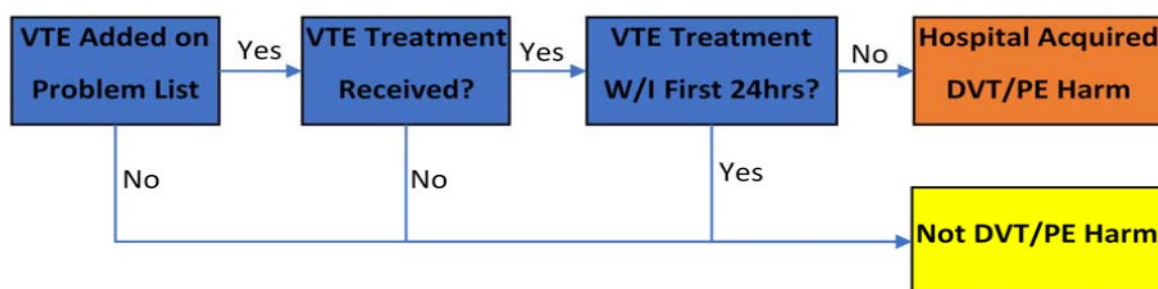 VTE Added on
Problem List
Yes
VTE Treatment
Received?
Yes
VTE Treatment
W/I First 24hrs?
No
Hospital Acquired
DVT/PE Harm
No
No
Yes
Not DVT/PE Harm